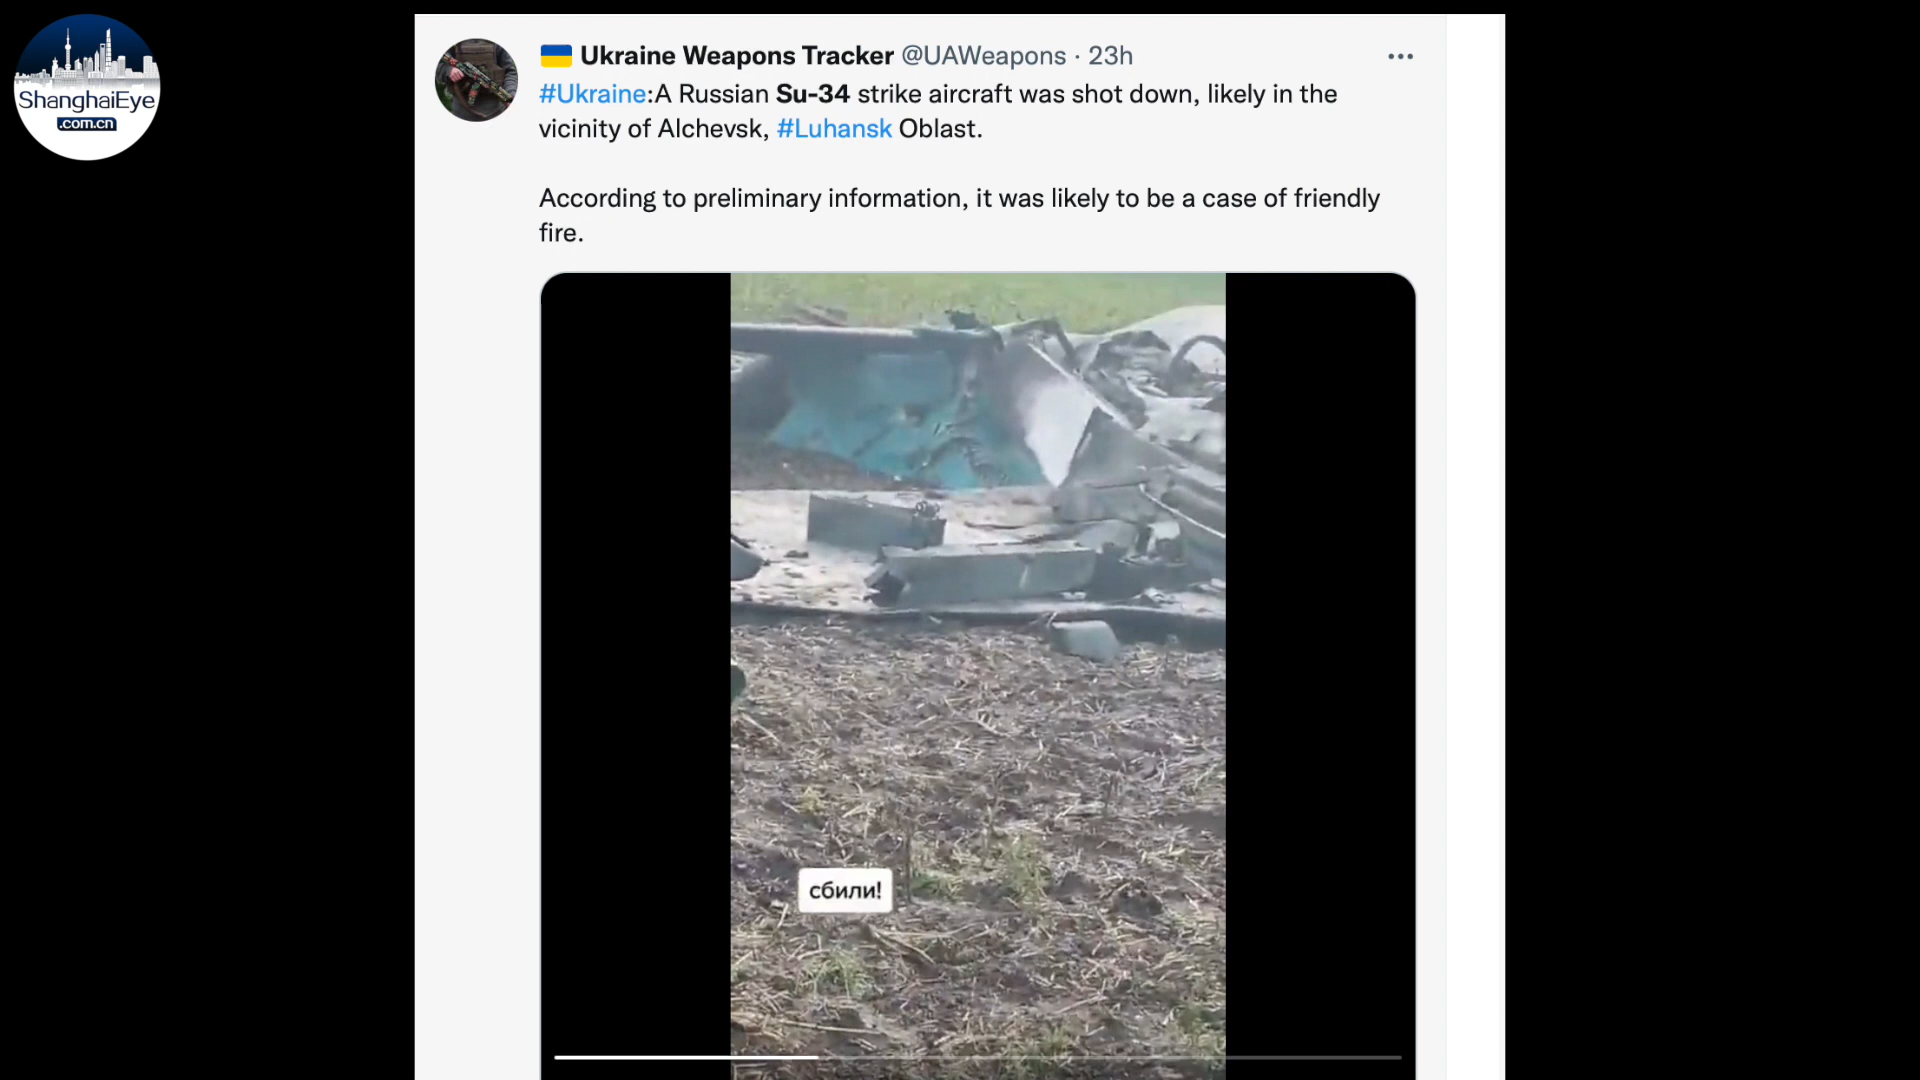 ShanghaiEye
.com.cn
Ukraine Weapons Tracker @UAWeapons · 23h
#Ukraine:A Russian Su-34 strike aircraft was shot down, likely in the
vicinity of Alchevsk, #Luhansk Oblast.
According to preliminary information, it was likely to be a case of friendly
fire.
сбили!